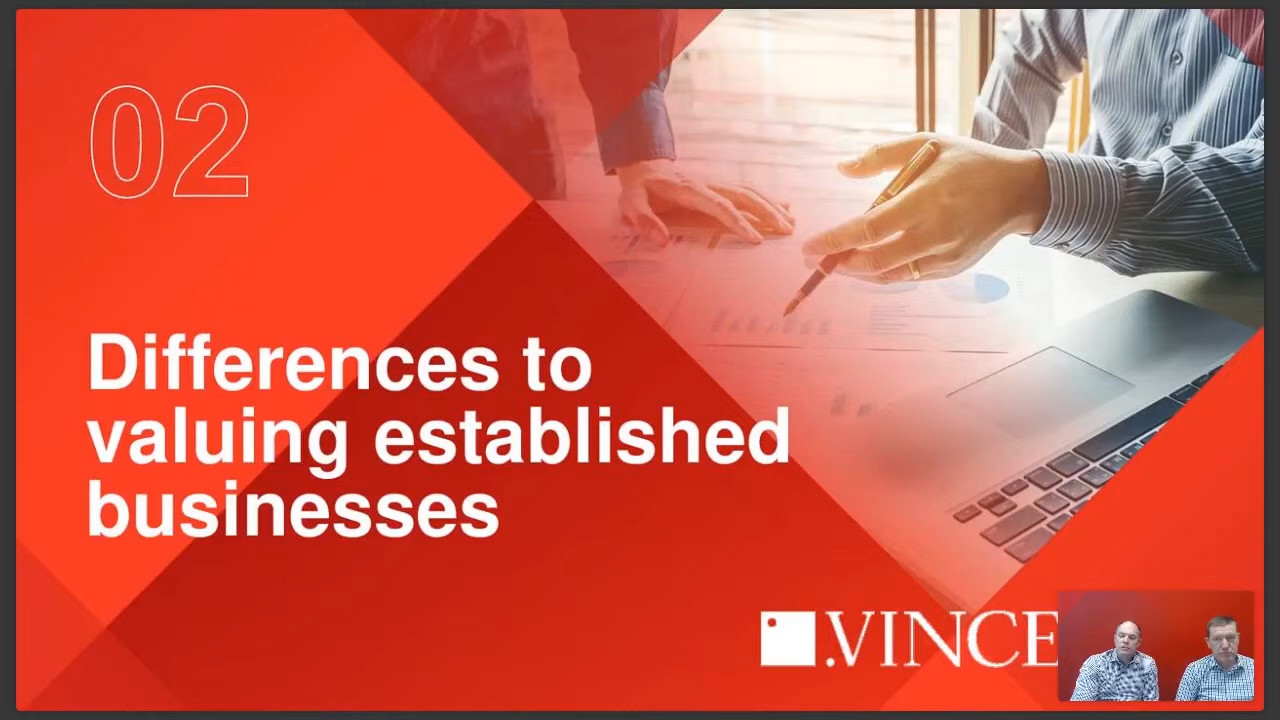 02
Differences to
valuing established
businesses
.VINCE